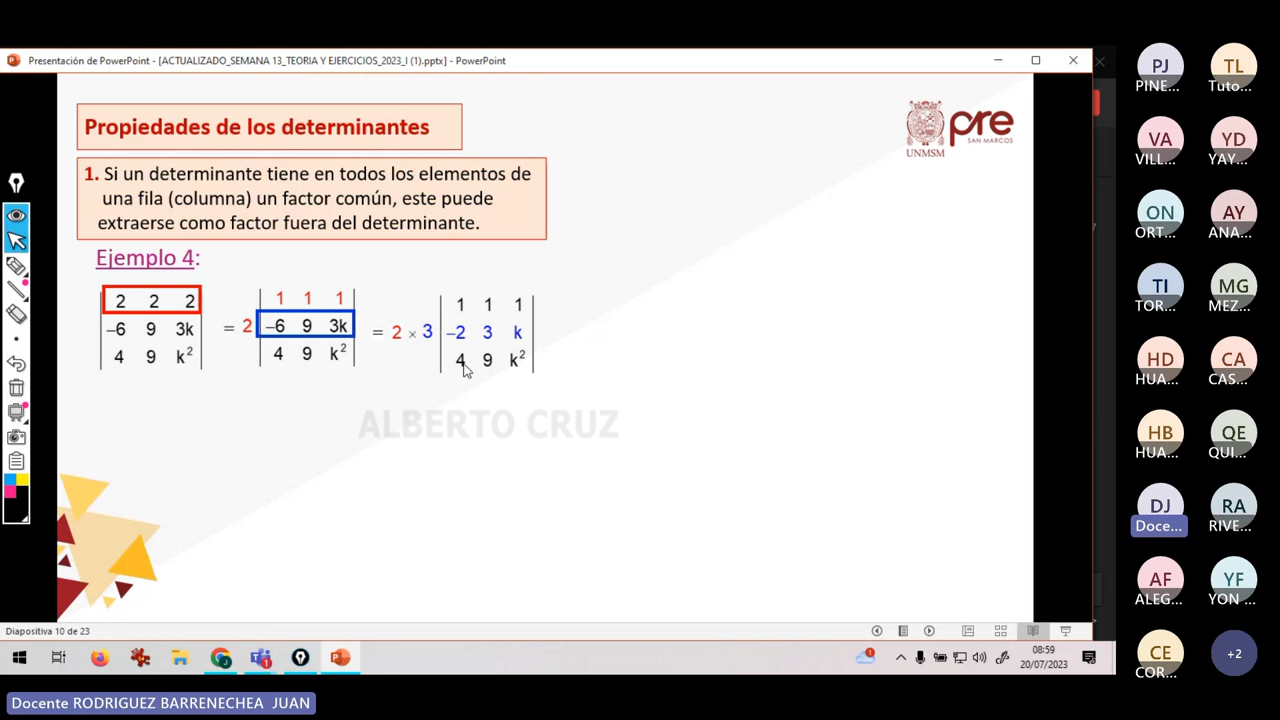 Presentación de PowerPoint - [ACTUALIZADO_SEMANA 13_TEORIA Y EJERCICIOS_2023_I (1).pptx] - PowerPoint
Propiedades de los determinantes
UNMSM
pre
SAN MARCOS
1. Si un determinante tiene en todos los elementos de
una fila (columna) un factor común, este puede
extraerse como factor fuera del determinante.
Ejemplo 4:
| 2 2 2 | = 2 | 1 1 1 | = 2 × 3 | 1 1 1 |
| –6 9 3k | | –6 9 3k | | –2 3 k |
| 4 9 k² | | 4 9 k² | | 4 9 k² |
ALBERTO CRUZ
Diapositiva 10 de 23
08:59
20/07/2023
PJ TL
PINE... Tuto...
VA YD
VILL... YAY...
ON AY
ORT... ANA...
TI MG
TOR... MEZ...
HD CA
HUA... CAS...
HB QE
HUA... QUI...
DJ RA
Doce... RIVE...
AF YF
ALEG... YON ...
CE +2
COR...
Docente RODRIGUEZ BARRENECHEA JUAN